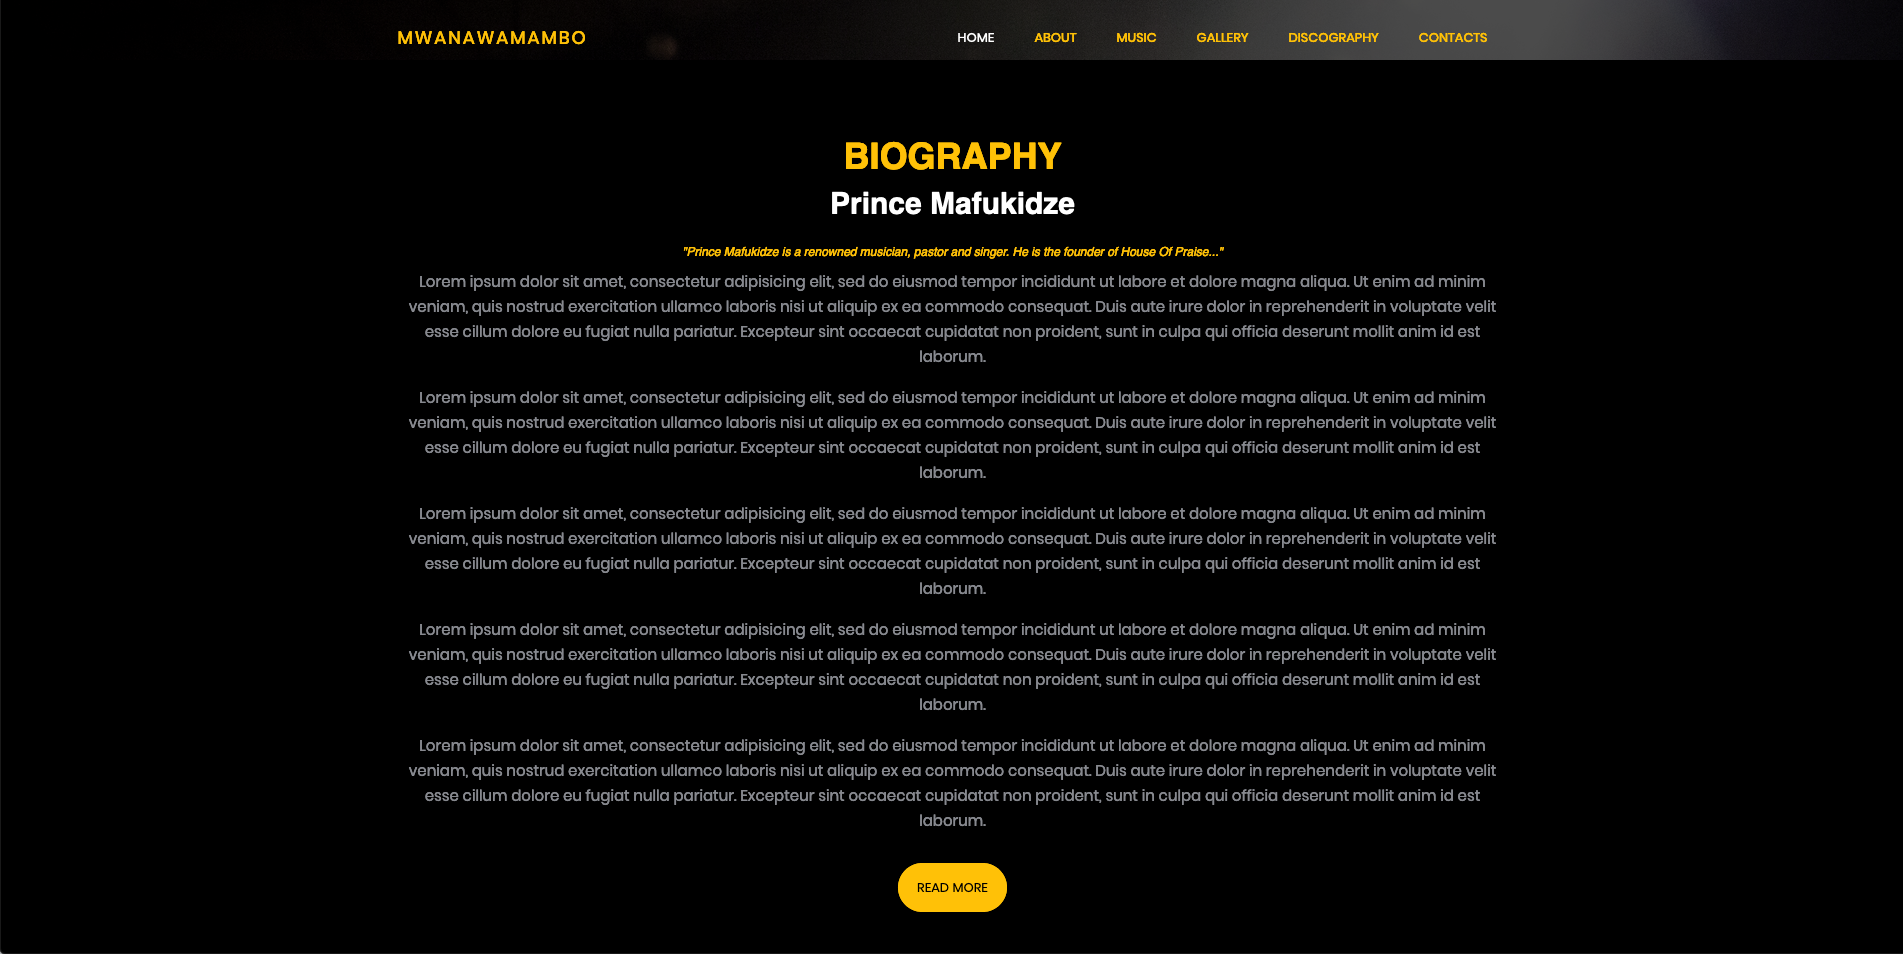 MWANAWAMAMBO
HOME ABOUT MUSIC GALLERY DISCOGRAPHY CONTACTS
BIOGRAPHY
Prince Mafukidze
"Prince Mafukidze is a renowned musician, pastor and singer. He is the founder of House Of Praise..."
Lorem ipsum dolor sit amet, consectetur adipisicing elit, sed do eiusmod tempor incididunt ut labore et dolore magna aliqua. Ut enim ad minim
veniam, quis nostrud exercitation ullamco laboris nisi ut aliquip ex ea commodo consequat. Duis aute irure dolor in reprehenderit in voluptate velit
esse cillum dolore eu fugiat nulla pariatur. Excepteur sint occaecat cupidatat non proident, sunt in culpa qui officia deserunt mollit anim id est
laborum.
Lorem ipsum dolor sit amet, consectetur adipisicing elit, sed do eiusmod tempor incididunt ut labore et dolore magna aliqua. Ut enim ad minim
veniam, quis nostrud exercitation ullamco laboris nisi ut aliquip ex ea commodo consequat. Duis aute irure dolor in reprehenderit in voluptate velit
esse cillum dolore eu fugiat nulla pariatur. Excepteur sint occaecat cupidatat non proident, sunt in culpa qui officia deserunt mollit anim id est
laborum.
Lorem ipsum dolor sit amet, consectetur adipisicing elit, sed do eiusmod tempor incididunt ut labore et dolore magna aliqua. Ut enim ad minim
veniam, quis nostrud exercitation ullamco laboris nisi ut aliquip ex ea commodo consequat. Duis aute irure dolor in reprehenderit in voluptate velit
esse cillum dolore eu fugiat nulla pariatur. Excepteur sint occaecat cupidatat non proident, sunt in culpa qui officia deserunt mollit anim id est
laborum.
Lorem ipsum dolor sit amet, consectetur adipisicing elit, sed do eiusmod tempor incididunt ut labore et dolore magna aliqua. Ut enim ad minim
veniam, quis nostrud exercitation ullamco laboris nisi ut aliquip ex ea commodo consequat. Duis aute irure dolor in reprehenderit in voluptate velit
esse cillum dolore eu fugiat nulla pariatur. Excepteur sint occaecat cupidatat non proident, sunt in culpa qui officia deserunt mollit anim id est
laborum.
Lorem ipsum dolor sit amet, consectetur adipisicing elit, sed do eiusmod tempor incididunt ut labore et dolore magna aliqua. Ut enim ad minim
veniam, quis nostrud exercitation ullamco laboris nisi ut aliquip ex ea commodo consequat. Duis aute irure dolor in reprehenderit in voluptate velit
esse cillum dolore eu fugiat nulla pariatur. Excepteur sint occaecat cupidatat non proident, sunt in culpa qui officia deserunt mollit anim id est
laborum.
READ MORE